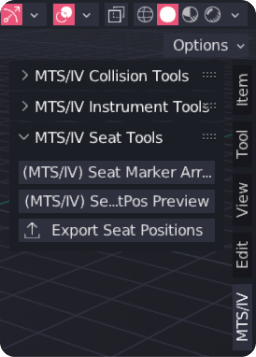 Options
MTS/IV Collision Tools
MTS/IV Instrument Tools
MTS/IV Seat Tools
(MTS/IV) Seat Marker Arr...
(MTS/IV) Se...tPos Preview
Export Seat Positions
Item
Tool
View
Edit
MTS/IV